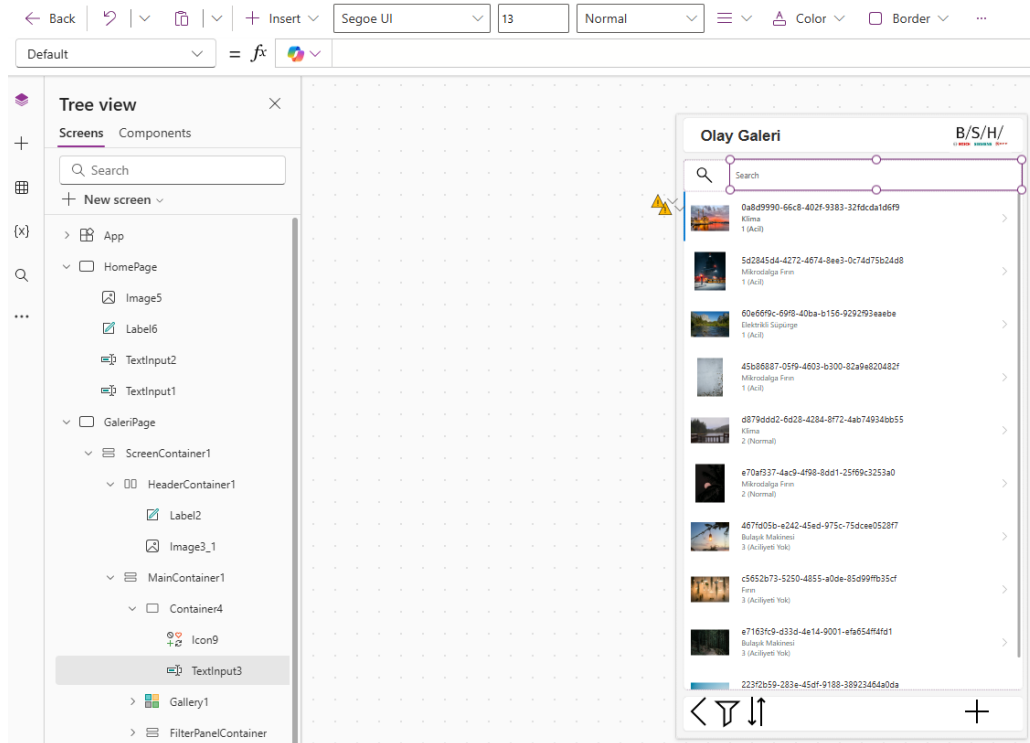 Back
Insert
Segoe UI
13
Normal
Color
Border
...
Default
= fx
Tree view
Screens Components
Search
New screen
App
HomePage
Image5
Label6
TextInput2
TextInput1
GaleriPage
ScreenContainer1
HeaderContainer1
Label2
Image3_1
MainContainer1
Container4
Icon9
TextInput3
Gallery1
FilterPanelContainer
{x}
Olay Galeri
B/S/H/
Search
0a8d9990-66c8-402f-9383-32fdcda1d6f9
Klima
1 (Acil)
5d2845d4-4272-4674-8ee3-0c74d75b24d8
Mikrodalga Fırın
1 (Acil)
60e66f9c-69f8-40ba-b156-9292f93eaebe
Elektrikli Süpürge
1 (Acil)
45b86887-05f9-4603-b300-82a9e820482f
Mikrodalga Fırın
1 (Acil)
d879ddd2-6d28-4284-8f72-4ab74934bb55
Klima
2 (Normal)
e70af337-4ac9-4f98-8dd1-25f69c3253a0
Mikrodalga Fırın
2 (Normal)
467fd05b-e242-45ed-975c-75dcee0528f7
Bulaşık Makinesi
3 (Aciliyeti Yok)
c5652b73-5250-4855-a0de-85d99ffb35cf
Fırın
3 (Aciliyeti Yok)
e7163fc9-d33d-4e14-9001-efa654ff4fd1
Bulaşık Makinesi
3 (Aciliyeti Yok)
223f2b59-283e-45df-9188-38923464a0da